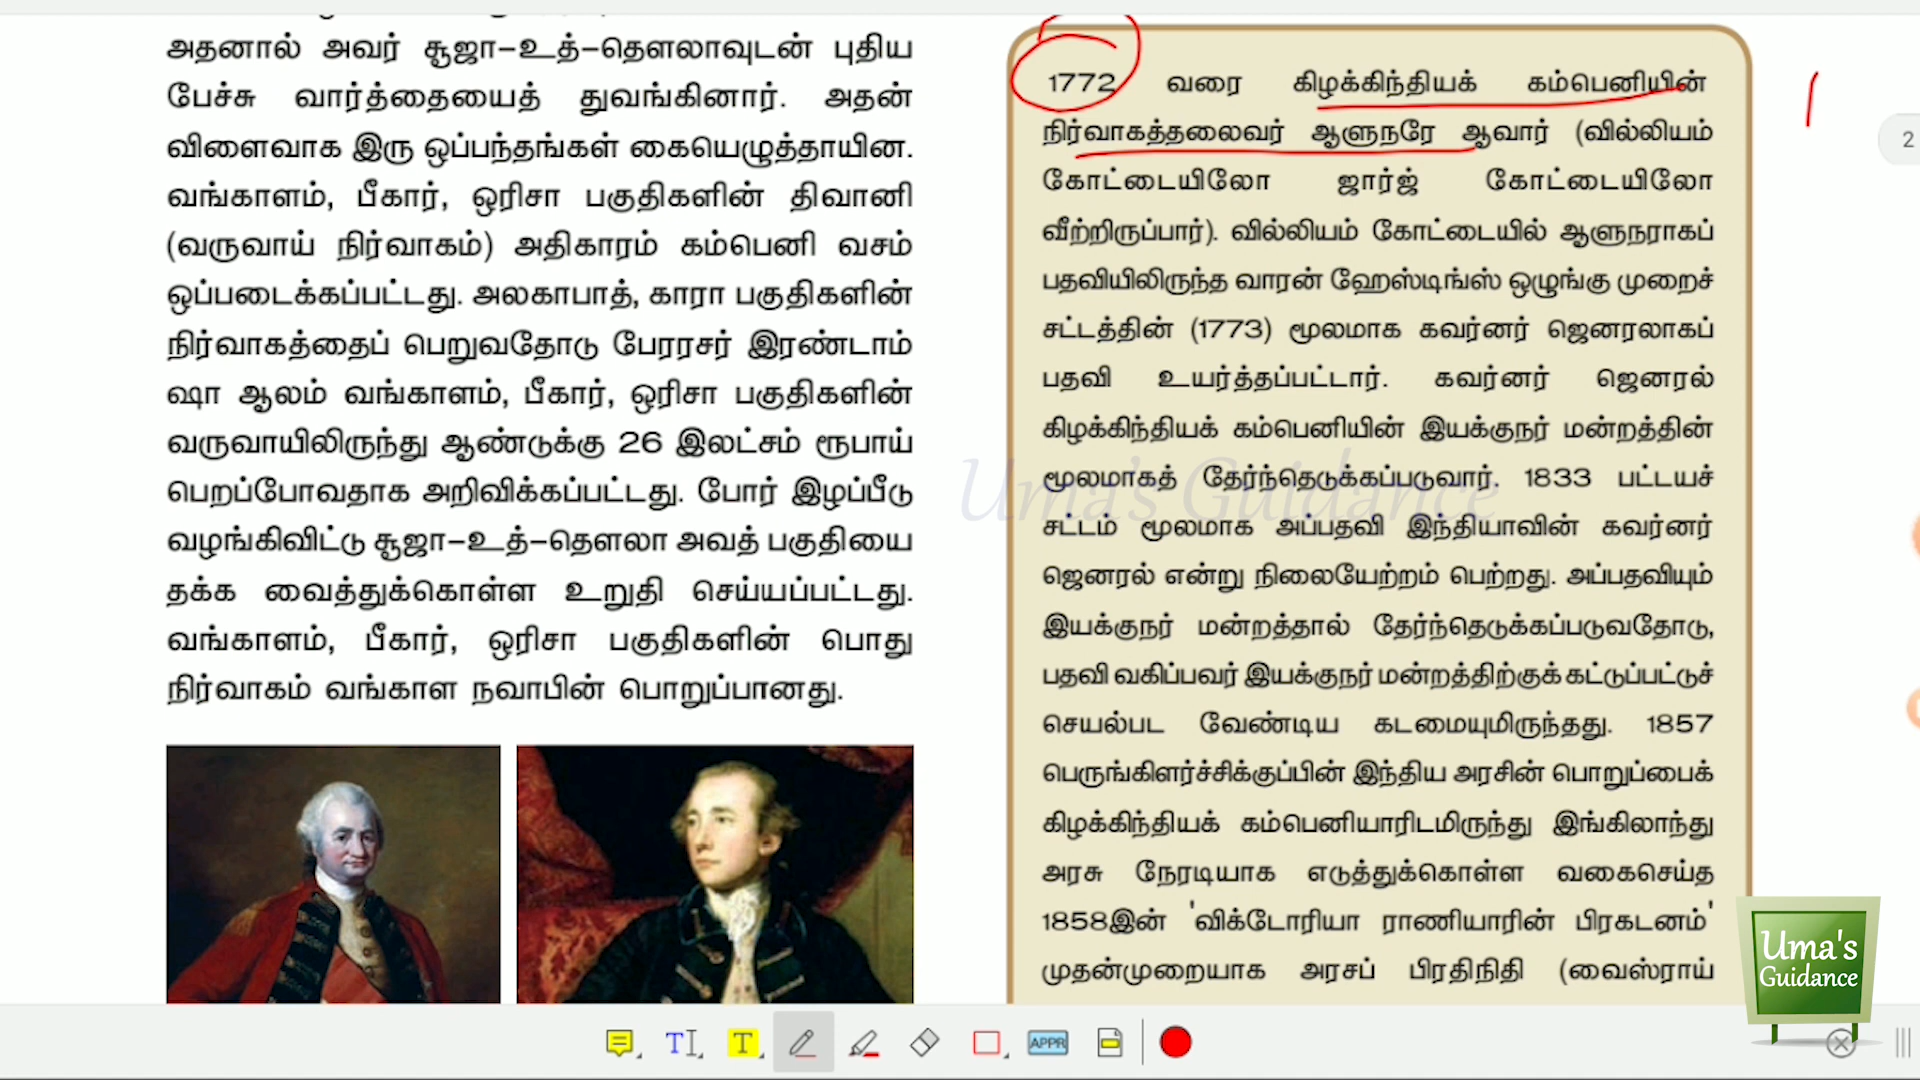 அதனால் அவர் சூஜா-உத்-தௌலாவுடன் புதிய
பேச்சு வார்த்தையைத் துவங்கினார். அதன்
விளைவாக இரு ஒப்பந்தங்கள் கையெழுத்தாயின.
வங்காளம், பீகார், ஒரிசா பகுதிகளின் திவானி
(வருவாய் நிர்வாகம்) அதிகாரம் கம்பெனி வசம்
ஒப்படைக்கப்பட்டது. அலகாபாத், காரா பகுதிகளின்
நிர்வாகத்தைப் பெறுவதோடு பேரரசர் இரண்டாம்
ஷா ஆலம் வங்காளம், பீகார், ஒரிசா பகுதிகளின்
வருவாயிலிருந்து ஆண்டுக்கு 26 இலட்சம் ரூபாய்
பெறப்போவதாக அறிவிக்கப்பட்டது. போர் இழப்பீடு
வழங்கிவிட்டு சூஜா-உத்-தௌலா அவத் பகுதியை
தக்க வைத்துக்கொள்ள உறுதி செய்யப்பட்டது.
வங்காளம், பீகார், ஒரிசா பகுதிகளின் பொது
நிர்வாகம் வங்காள நவாபின் பொறுப்பானது.
1772 வரை கிழக்கிந்தியக் கம்பெனியின்
நிர்வாகத்தலைவர் ஆளுநரே ஆவார் (வில்லியம்
கோட்டையிலோ ஜார்ஜ் கோட்டையிலோ
வீற்றிருப்பார்). வில்லியம் கோட்டையில் ஆளுநராகப்
பதவியிலிருந்த வாரன் ஹேஸ்டிங்ஸ் ஒழுங்கு முறைச்
சட்டத்தின் (1773) மூலமாக கவர்னர் ஜெனரலாகப்
பதவி உயர்த்தப்பட்டார். கவர்னர் ஜெனரல்
கிழக்கிந்தியக் கம்பெனியின் இயக்குநர் மன்றத்தின்
மூலமாகத் தேர்ந்தெடுக்கப்படுவார். 1833 பட்டயச்
சட்டம் மூலமாக அப்பதவி இந்தியாவின் கவர்னர்
ஜெனரல் என்று நிலையேற்றம் பெற்றது. அப்பதவியும்
இயக்குநர் மன்றத்தால் தேர்ந்தெடுக்கப்படுவதோடு,
பதவி வகிப்பவர் இயக்குநர் மன்றத்திற்குக் கட்டுப்பட்டுச்
செயல்பட வேண்டிய கடமையுமிருந்தது. 1857
பெருங்கிளர்ச்சிக்குப்பின் இந்திய அரசின் பொறுப்பைக்
கிழக்கிந்தியக் கம்பெனியாரிடமிருந்து இங்கிலாந்து
அரசு நேரடியாக எடுத்துக்கொள்ள வகைசெய்த
1858இன் 'விக்டோரியா ராணியாரின் பிரகடனம்'
முதன்முறையாக அரசப் பிரதிநிதி (வைஸ்ராய்
2
Uma's Guidance
Uma's
Guidance
APPR